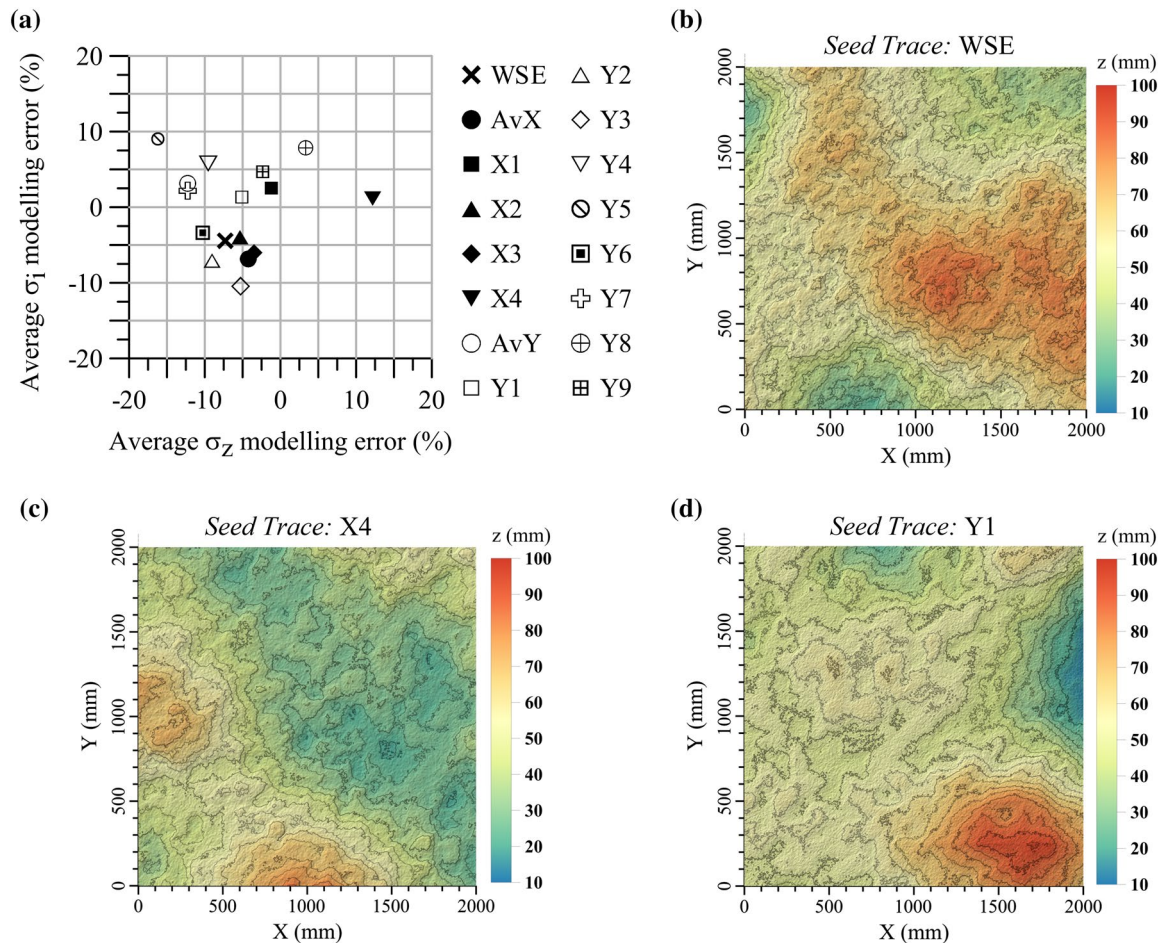 (a)
Average σi modelling error (%)
20
10
0
-10
-20
-20 -10 0 10 20
Average σz modelling error (%)
WSE
AvX
X1
X2
X3
X4
AvY
Y1
Y2
Y3
Y4
Y5
Y6
Y7
Y8
Y9
(b)
Seed Trace: WSE
z (mm)
100
90
80
70
60
50
40
30
20
10
Y (mm)
2000
1500
1000
500
0
0 500 1000 1500 2000
X (mm)
(c)
Seed Trace: X4
z (mm)
100
90
80
70
60
50
40
30
20
10
Y (mm)
2000
1500
1000
500
0
0 500 1000 1500 2000
X (mm)
(d)
Seed Trace: Y1
z (mm)
100
90
80
70
60
50
40
30
20
10
Y (mm)
2000
1500
1000
500
0
0 500 1000 1500 2000
X (mm)